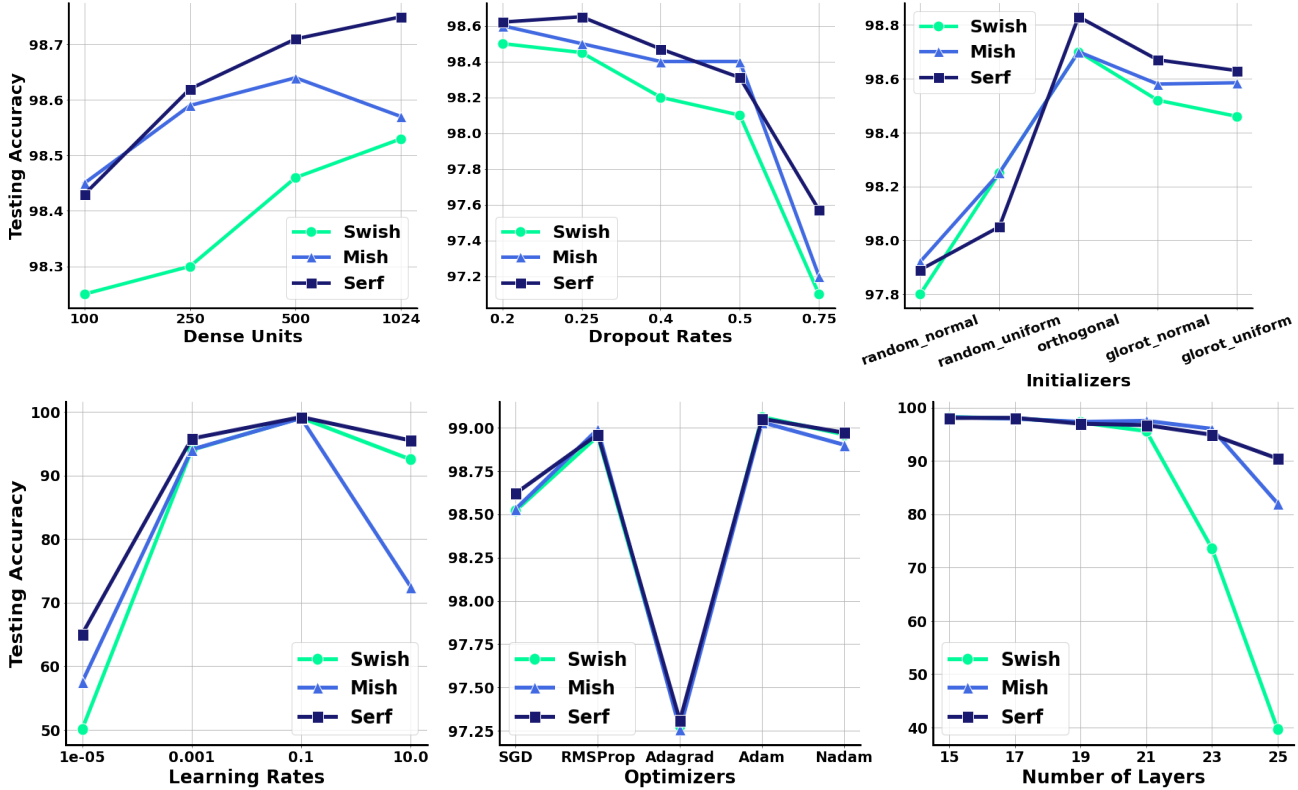 Testing Accuracy
98.7
98.6
98.5
98.4
98.3
100 250 500 1024
Dense Units
Swish
Mish
Serf
98.6
98.4
98.2
98.0
97.8
97.6
97.4
97.2
0.2 0.25 0.4 0.5 0.75
Dropout Rates
Swish
Mish
Serf
98.8
98.6
98.4
98.2
98.0
97.8
random_normal random_uniform orthogonal glorot_normal glorot_uniform
Initializers
Swish
Mish
Serf
Testing Accuracy
100
90
80
70
60
50
1e-05 0.001 0.1 10.0
Learning Rates
Swish
Mish
Serf
99.00
98.75
98.50
98.25
98.00
97.75
97.50
97.25
SGD RMSProp Adagrad Adam Nadam
Optimizers
Swish
Mish
Serf
100
90
80
70
60
50
40
15 17 19 21 23 25
Number of Layers
Swish
Mish
Serf